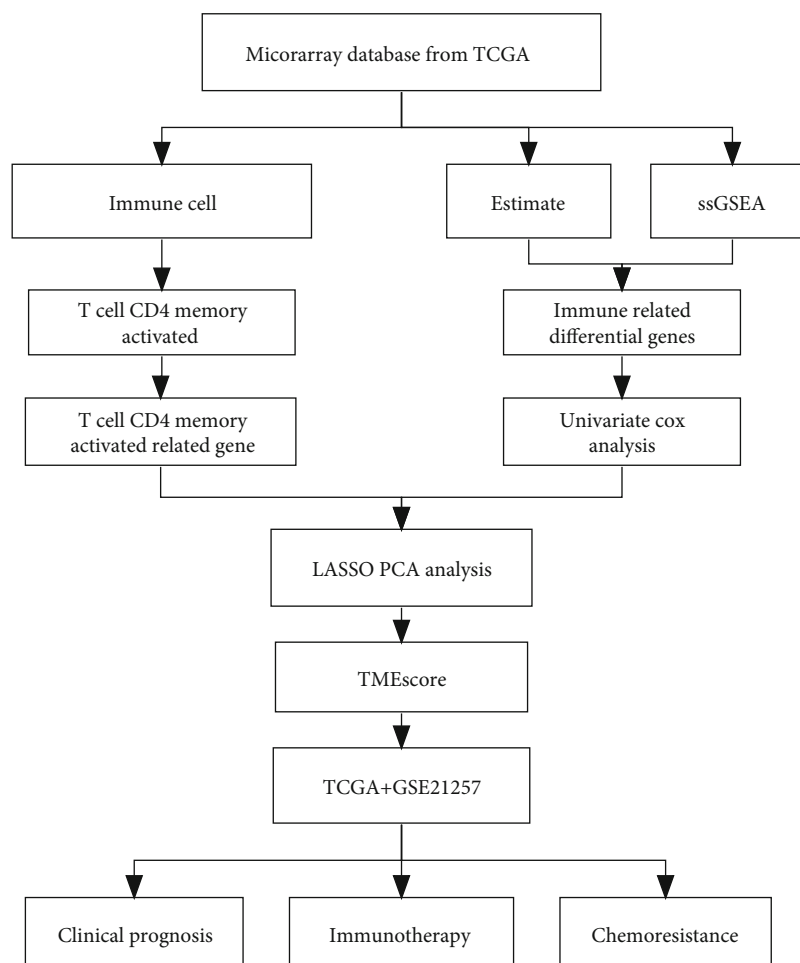 Micorarray database from TCGA
Immune cell
Estimate
ssGSEA
T cell CD4 memory
activated
Immune related
differential genes
T cell CD4 memory
activated related gene
Univariate cox
analysis
LASSO PCA analysis
TMEscore
TCGA+GSE21257
Clinical prognosis
Immunotherapy
Chemoresistance